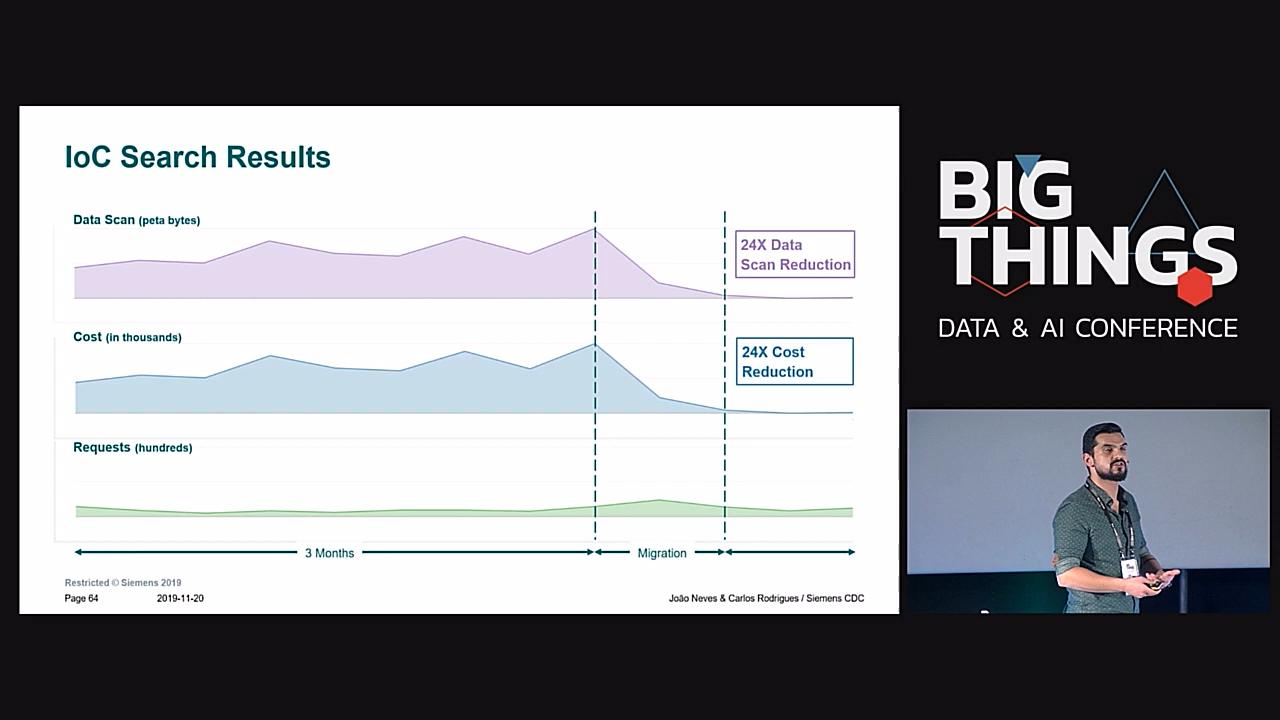 IoC Search Results
Data Scan (peta bytes)
24X Data
Scan Reduction
Cost (in thousands)
24X Cost
Reduction
Requests (hundreds)
3 Months
Migration
Restricted © Siemens 2019
Page 64
2019-11-20
João Neves & Carlos Rodrigues / Siemens CDC
BIG
THINGS
DATA & AI CONFERENCE